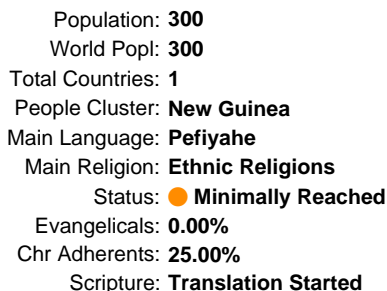 Population: 300
World Popl: 300
Total Countries: 1
People Cluster: New Guinea
Main Language: Pefiyahe
Main Religion: Ethnic Religions
Status: Minimally Reached
Evangelicals: 0.00%
Chr Adherents: 25.00%
Scripture: Translation Started